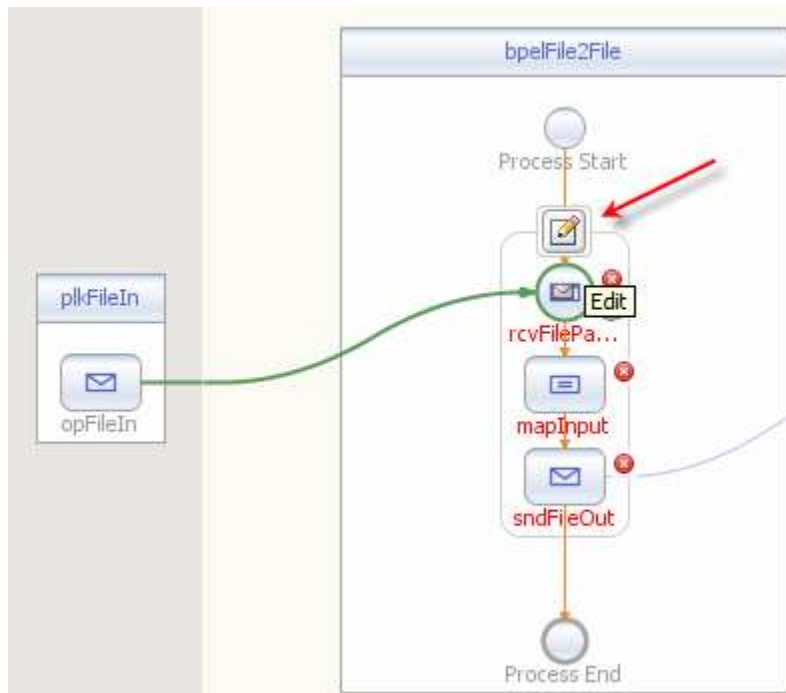 bpelFile2File
Process Start
plkFileIn
Edit
rcvFilePa...
opFileIn
mapInput
sndFileOut
Process End